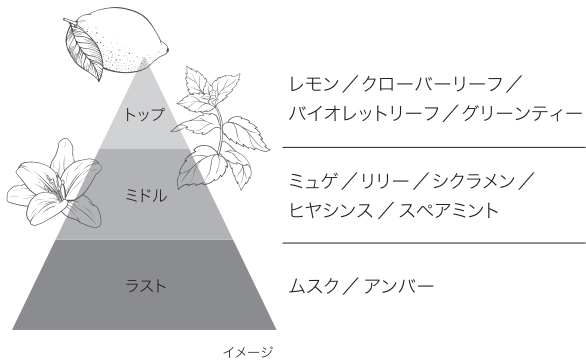 トップ
レモン／クローバーリーフ／
バイオレットリーフ／グリーンティー
ミドル
ミュゲ／リリー／シクラメン／
ヒヤシンス／スペアミント
ラスト
ムスク／アンバー
イメージ